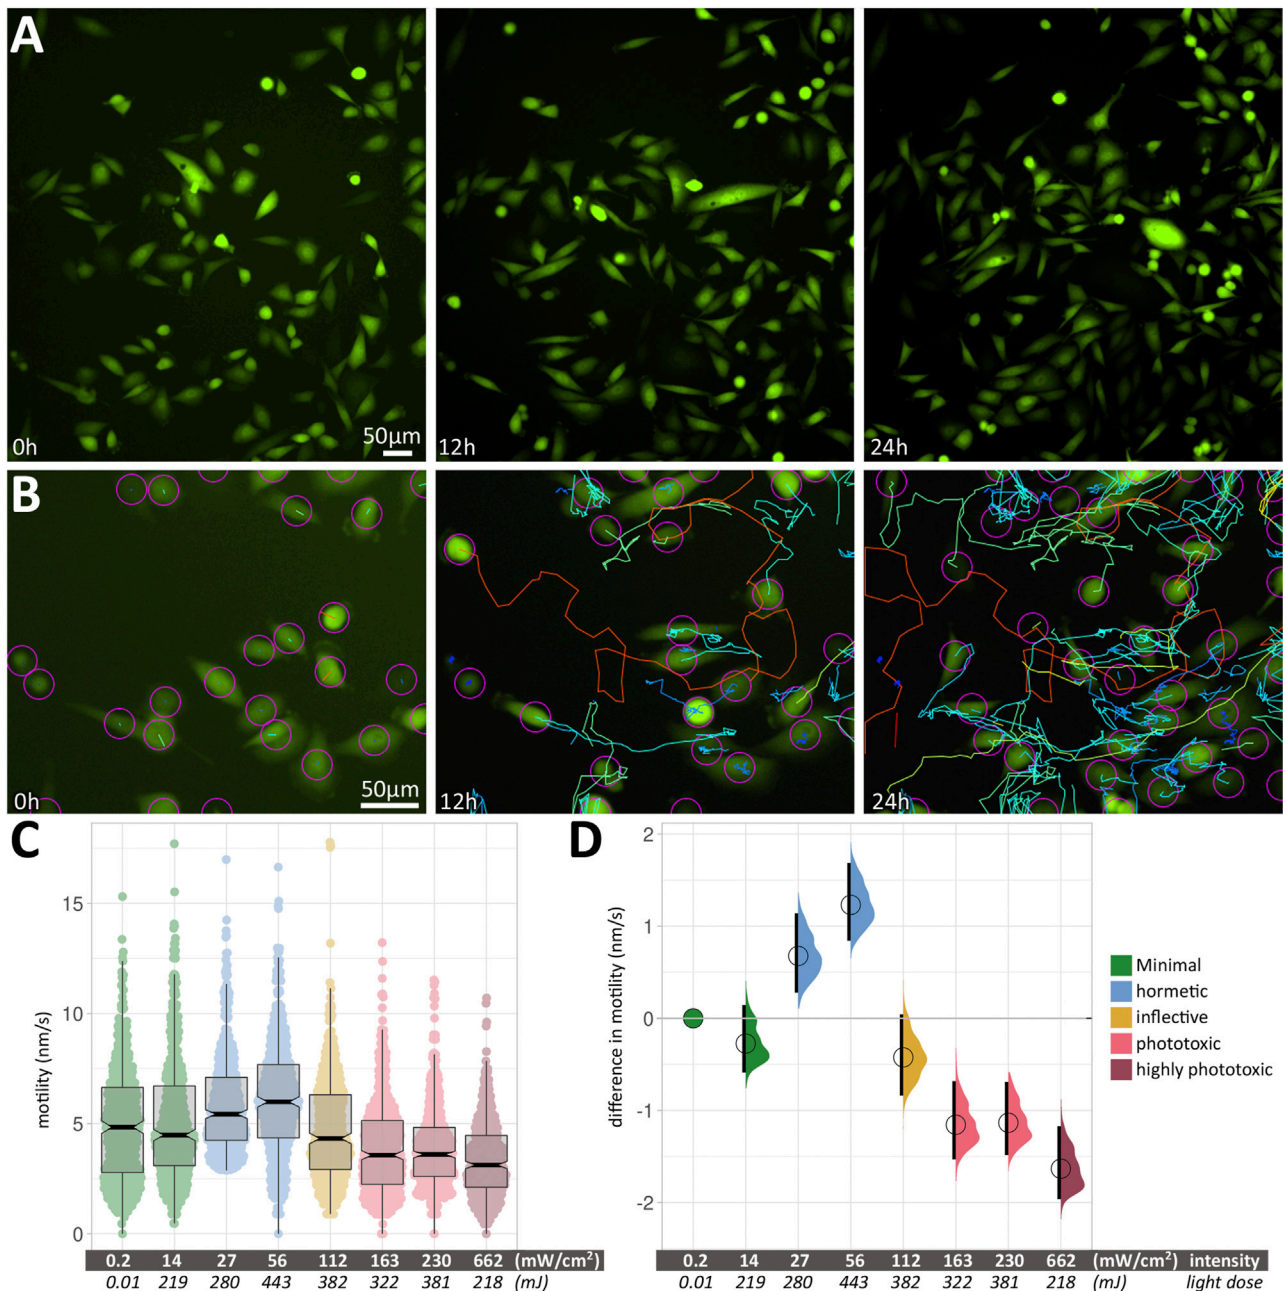 A
0h
50µm
12h
24h
B
0h
50µm
12h
24h
C
motility (nm/s)
15
10
5
0
0.2 14 27 56 112 163 230 662 (mW/cm²)
0.01 219 280 443 382 322 381 218 (mJ)
D
difference in motility (nm/s)
2
1
0
-1
-2
Minimal
hormetic
inflective
phototoxic
highly phototoxic
0.2 14 27 56 112 163 230 662 (mW/cm²) intensity
0.01 219 280 443 382 322 381 218 (mJ) light dose